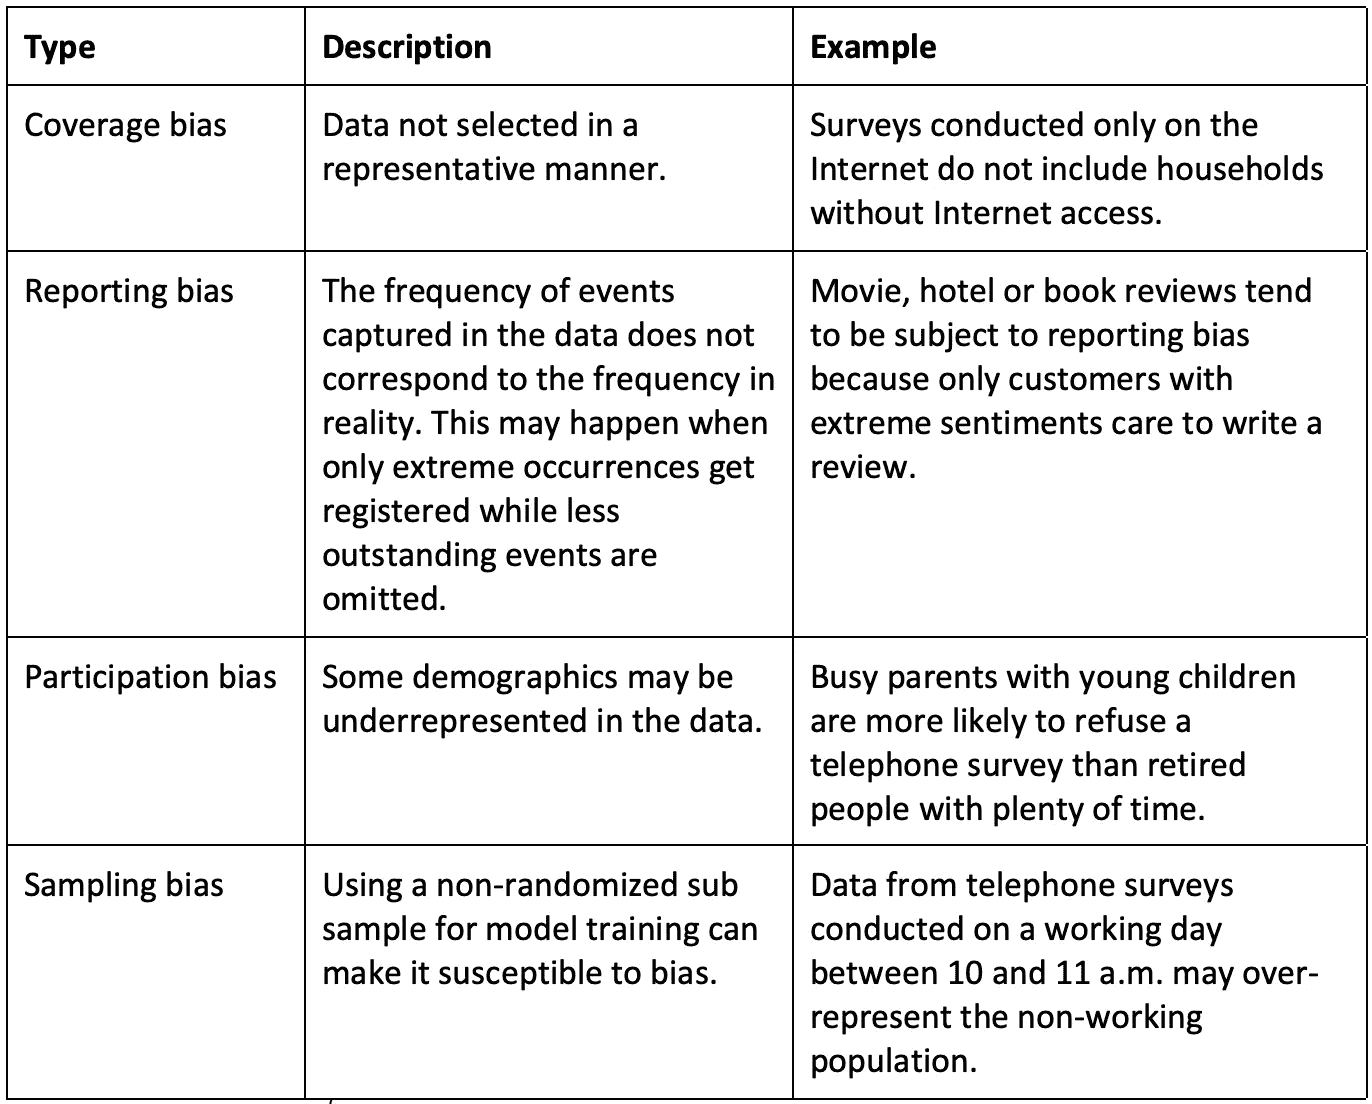 Type
Description
Example
Coverage bias
Data not selected in a
representative manner.
Surveys conducted only on the
Internet do not include households
without Internet access.
Reporting bias
The frequency of events
captured in the data does not
correspond to the frequency in
reality. This may happen when
only extreme occurrences get
registered while less
outstanding events are
omitted.
Movie, hotel or book reviews tend
to be subject to reporting bias
because only customers with
extreme sentiments care to write a
review.
Participation bias
Some demographics may be
underrepresented in the data.
Busy parents with young children
are more likely to refuse a
telephone survey than retired
people with plenty of time.
Sampling bias
Using a non-randomized sub
sample for model training can
make it susceptible to bias.
Data from telephone surveys
conducted on a working day
between 10 and 11 a.m. may over-
represent the non-working
population.